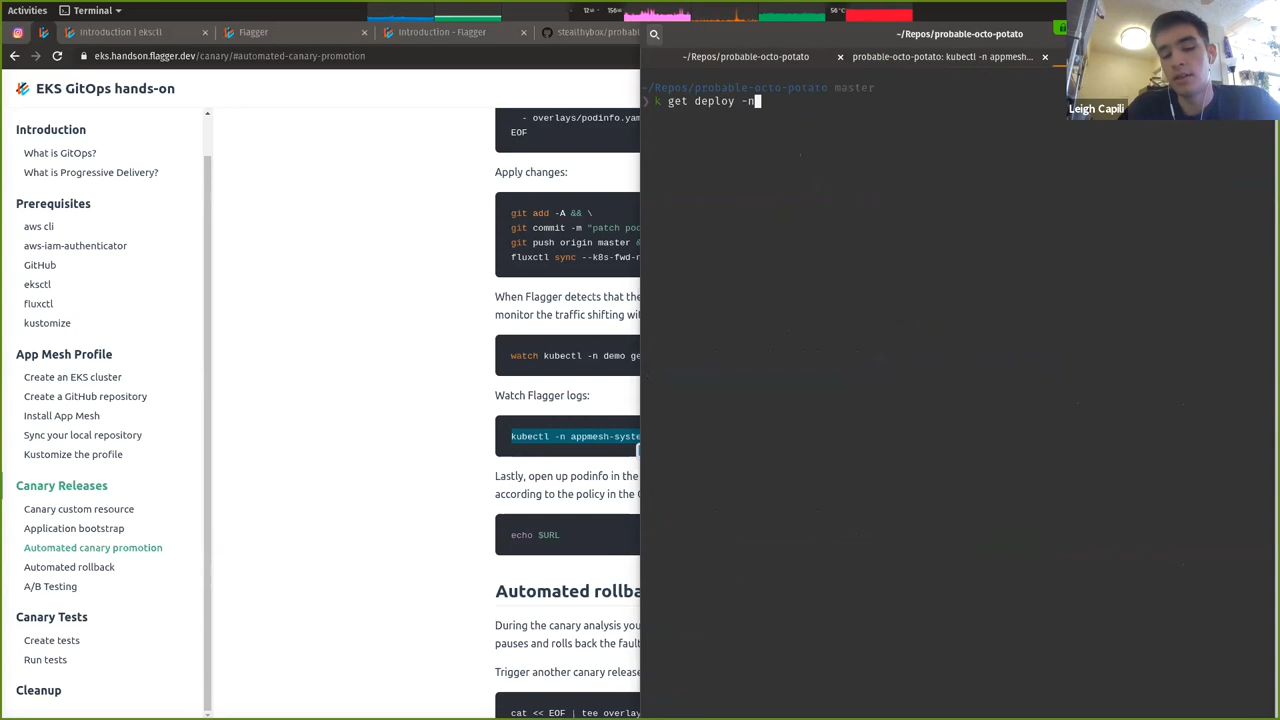 Activities
Terminal
12%
156%
56°C
Introduction | eksctl
Flagger
Introduction - Flagger
stealthybox/probabl
~/Repos/probable-octo-potato
eks.handson.flagger.dev/canary/#automated-canary-promotion
~/Repos/probable-octo-potato
probable-octo-potato: kubectl -n appmesh...
Leigh Capili
EKS GitOps hands-on
Introduction
What is GitOps?
What is Progressive Delivery?
Prerequisites
aws cli
aws-iam-authenticator
GitHub
eksctl
fluxctl
kustomize
App Mesh Profile
Create an EKS cluster
Create a GitHub repository
Install App Mesh
Sync your local repository
Kustomize the profile
Canary Releases
Canary custom resource
Application bootstrap
Automated canary promotion
Automated rollback
A/B Testing
Canary Tests
Create tests
Run tests
Cleanup
- overlays/podinfo.yam
EOF
Apply changes:
git add -A && \
git commit -m "patch poc
git push origin master &
fluxctl sync --k8s-fwd-n
When Flagger detects that the
monitor the traffic shifting wit
watch kubectl -n demo ge
Watch Flagger logs:
kubectl -n appmesh-syste
Lastly, open up podinfo in the
according to the policy in the C
echo $URL
Automated rollba
During the canary analysis you
pauses and rolls back the fault
Trigger another canary release
cat << EOF | tee overlay
~/Repos/probable-octo-potato master
❯ k get deploy -n